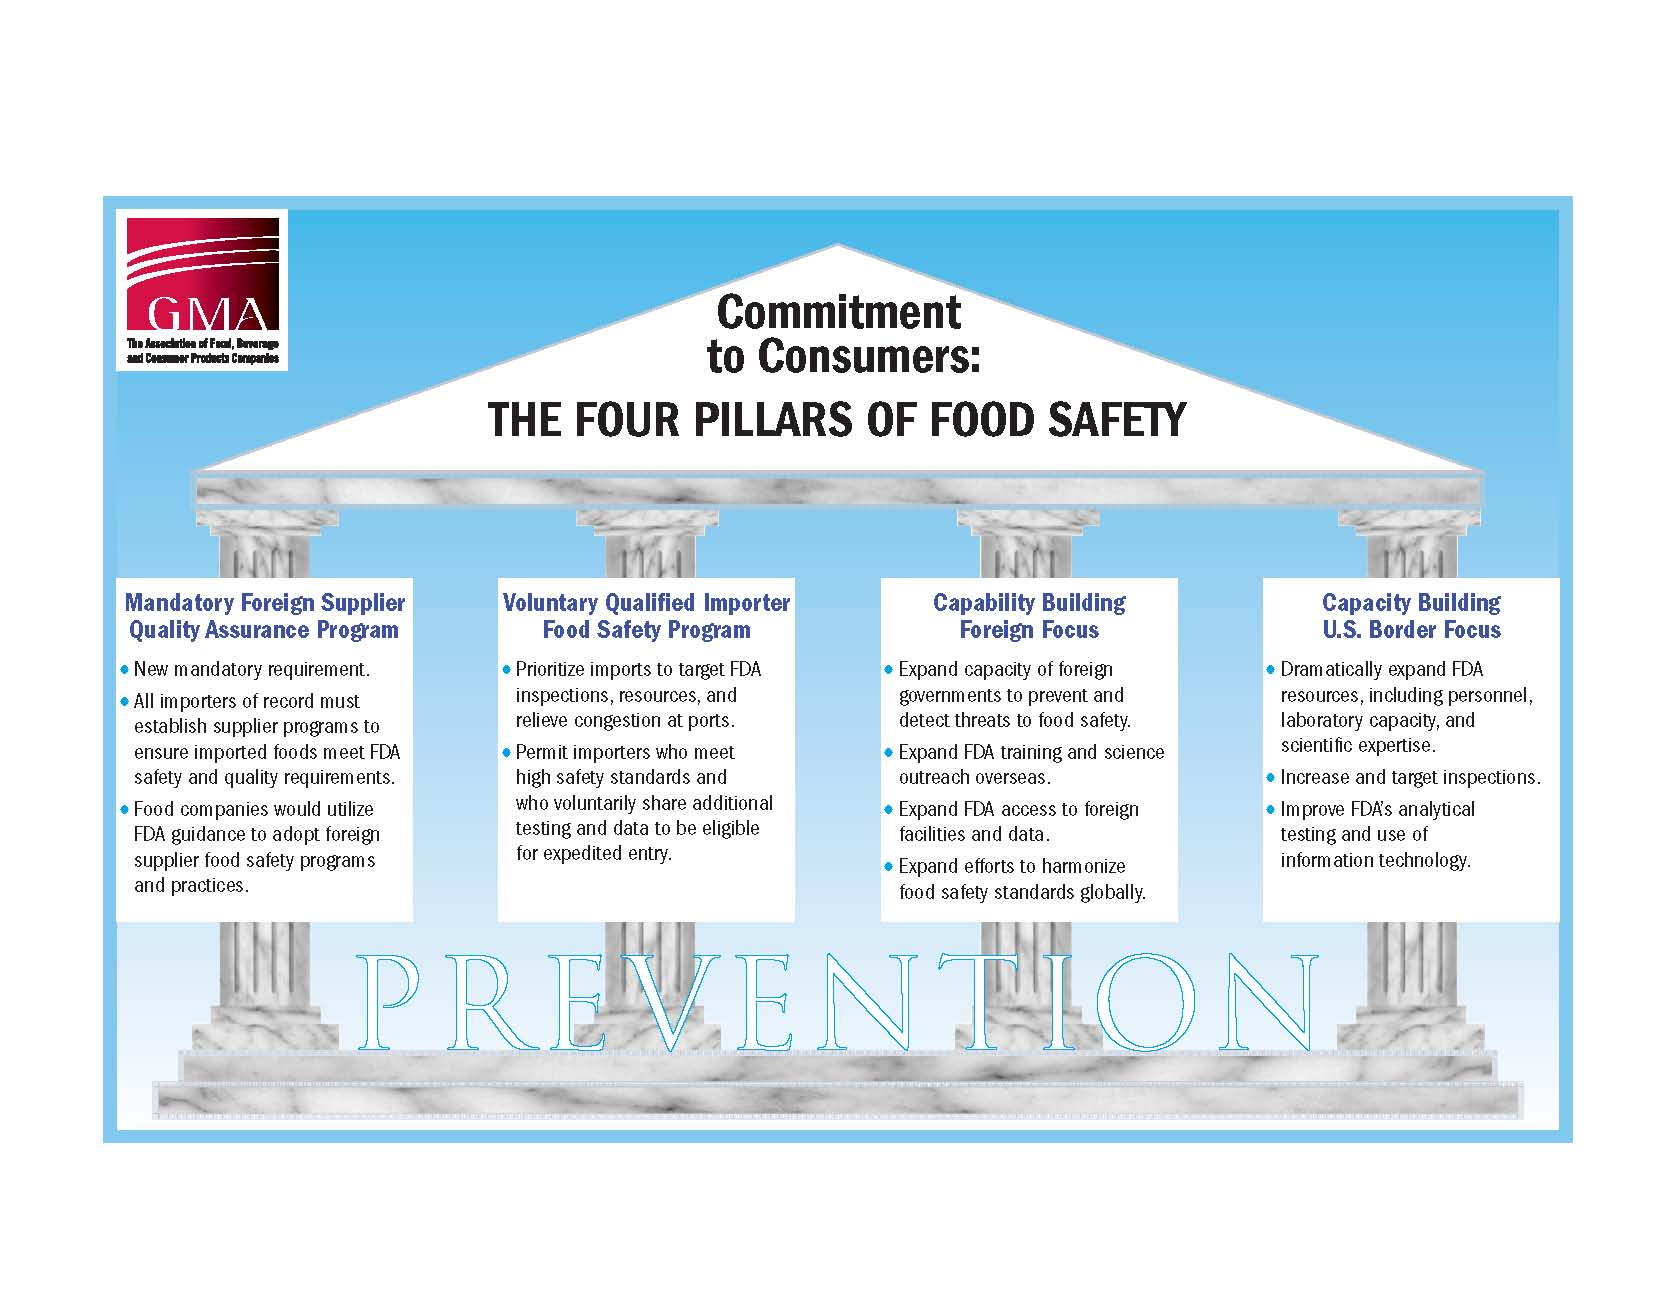 GMA
The Association of Food, Beverage
and Consumer Products Companies
Commitment
to Consumers:
THE FOUR PILLARS OF FOOD SAFETY
Mandatory Foreign Supplier
Quality Assurance Program
• New mandatory requirement.
• All importers of record must
establish supplier programs to
ensure imported foods meet FDA
safety and quality requirements.
• Food companies would utilize
FDA guidance to adopt foreign
supplier food safety programs
and practices.
Voluntary Qualified Importer
Food Safety Program
• Prioritize imports to target FDA
inspections, resources, and
relieve congestion at ports.
• Permit importers who meet
high safety standards and
who voluntarily share additional
testing and data to be eligible
for expedited entry.
Capability Building
Foreign Focus
• Expand capacity of foreign
governments to prevent and
detect threats to food safety.
• Expand FDA training and science
outreach overseas.
• Expand FDA access to foreign
facilities and data.
• Expand efforts to harmonize
food safety standards globally.
Capacity Building
U.S. Border Focus
• Dramatically expand FDA
resources, including personnel,
laboratory capacity, and
scientific expertise.
• Increase and target inspections.
• Improve FDA's analytical
testing and use of
information technology.
PREVENTION